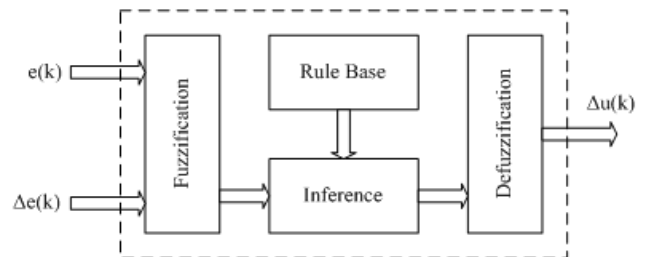 e(k)
Δe(k)
Fuzzification
Rule Base
Inference
Defuzzification
Δu(k)